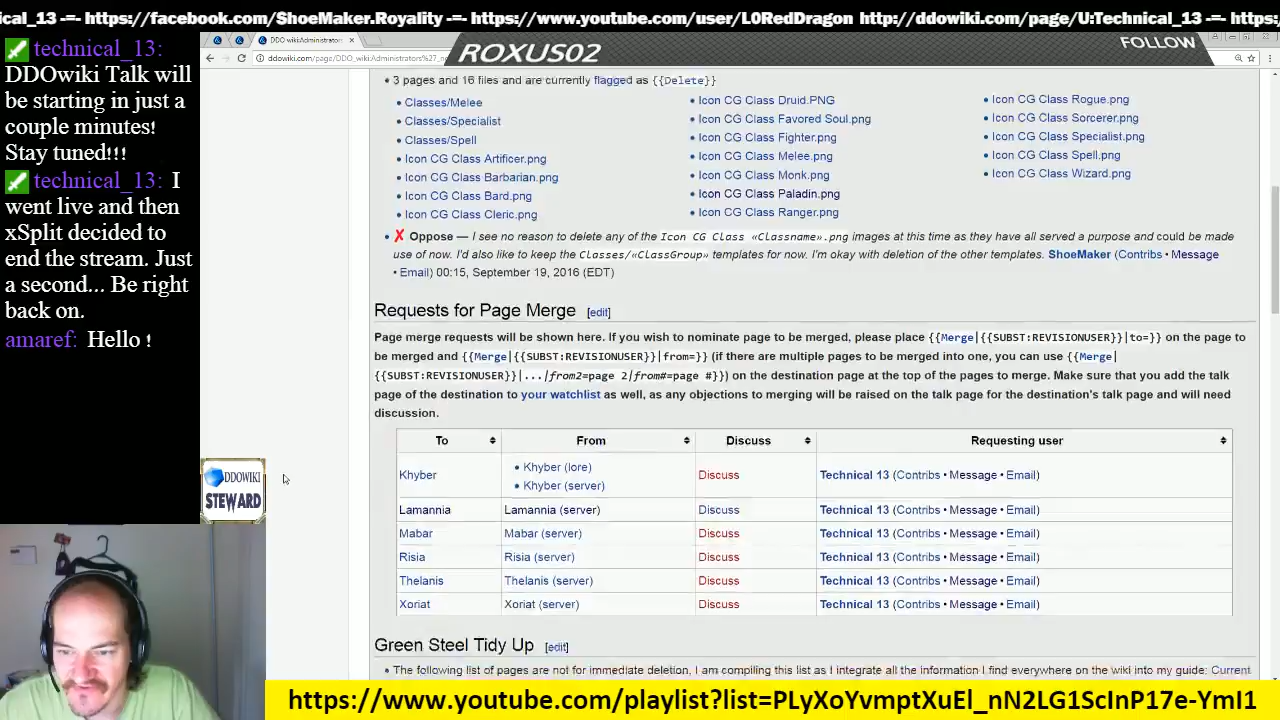 ical_13 -=- https://facebook.com/ShoeMaker.Royality -=- https://www.youtube.com/user/L0RedDragon http://ddowiki.com/page/U:Technical_13 -=- https:
technical_13:
DDOwiki Talk will
be starting in just a
couple minutes!
Stay tuned!!!
technical_13: I
went live and then
xSplit decided to
end the stream. Just
a second... Be right
back on.
amaref: Hello !
DDO wiki:Administrators
ddowiki.com/page/DDO_wiki:Administrators%27_no
ROXUS02
FOLLOW
3 pages and 16 files and are currently flagged as {{Delete}}
Classes/Melee
Classes/Specialist
Classes/Spell
Icon CG Class Artificer.png
Icon CG Class Barbarian.png
Icon CG Class Bard.png
Icon CG Class Cleric.png
Icon CG Class Druid.PNG
Icon CG Class Favored Soul.png
Icon CG Class Fighter.png
Icon CG Class Melee.png
Icon CG Class Monk.png
Icon CG Class Paladin.png
Icon CG Class Ranger.png
Icon CG Class Rogue.png
Icon CG Class Sorcerer.png
Icon CG Class Specialist.png
Icon CG Class Spell.png
Icon CG Class Wizard.png
Oppose — I see no reason to delete any of the Icon CG Class «Classname».png images at this time as they have all served a purpose and could be made
use of now. I'd also like to keep the Classes/«ClassGroup» templates for now. I'm okay with deletion of the other templates. ShoeMaker (Contribs • Message
• Email) 00:15, September 19, 2016 (EDT)
Requests for Page Merge [edit]
Page merge requests will be shown here. If you wish to nominate page to be merged, please place {{Merge|{{SUBST:REVISIONUSER}}|to=}} on the page
to be merged and {{Merge|{{SUBST:REVISIONUSER}}|from=}} (if there are multiple pages to be merged into one, you can use {{Merge|
{{SUBST:REVISIONUSER}}|...|from2=page 2|from#=page #}}) on the destination page at the top of the pages to merge. Make sure that you add the talk
page of the destination to your watchlist as well, as any objections to merging will be raised on the talk page for the destination's talk page and will need
discussion.
To From Discuss Requesting user
Khyber Khyber (lore) Khyber (server) Discuss Technical 13 (Contribs • Message • Email)
Lamannia Lamannia (server) Discuss Technical 13 (Contribs • Message • Email)
Mabar Mabar (server) Discuss Technical 13 (Contribs • Message • Email)
Risia Risia (server) Discuss Technical 13 (Contribs • Message • Email)
Thelanis Thelanis (server) Discuss Technical 13 (Contribs • Message • Email)
Xoriat Xoriat (server) Discuss Technical 13 (Contribs • Message • Email)
Green Steel Tidy Up [edit]
The following list of pages are not for immediate deletion, I am compiling this list as I integrate all the information I find everywhere on the wiki into my guide: Current
DDOWIKI
STEWARD
https://www.youtube.com/playlist?list=PLyXoYvmptXuEl_nN2LG1ScInP17e-YmI1